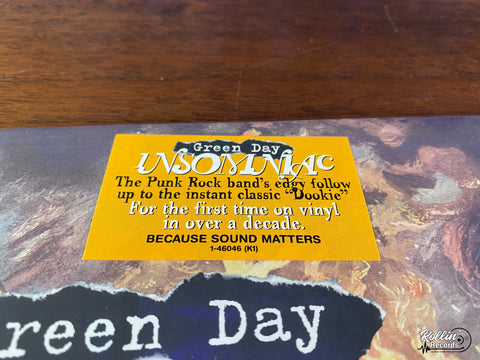 Green Day
INSOMNIAC
The Punk Rock band's edgy follow
up to the instant classic "Dookie"
For the first time on vinyl
in over a decade.
BECAUSE SOUND MATTERS
1-46046 (K1)
Green Day
Rollin
Records